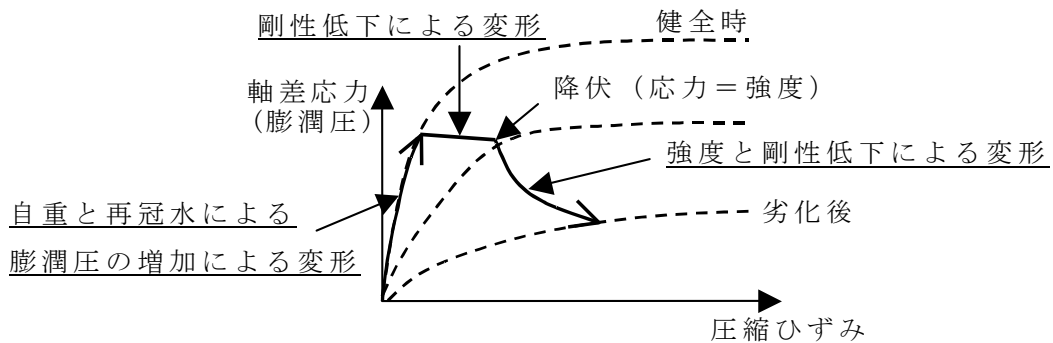 剛性低下による変形
健全時
軸差応力
(膨潤圧)
降伏（応力＝強度）
強度と剛性低下による変形
自重と再冠水による
膨潤圧の増加による変形
劣化後
圧縮ひずみ